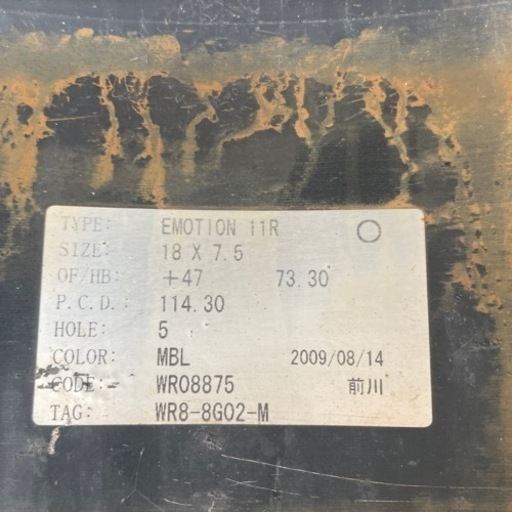 TYPE: EMOTION 11R ○
SIZE: 18 X 7.5
OF/HB: +47 73.30
P.C.D.: 114.30
HOLE: 5
COLOR: MBL 2009/08/14
CODE: WR08875 前川
TAG: WR8-8G02-M